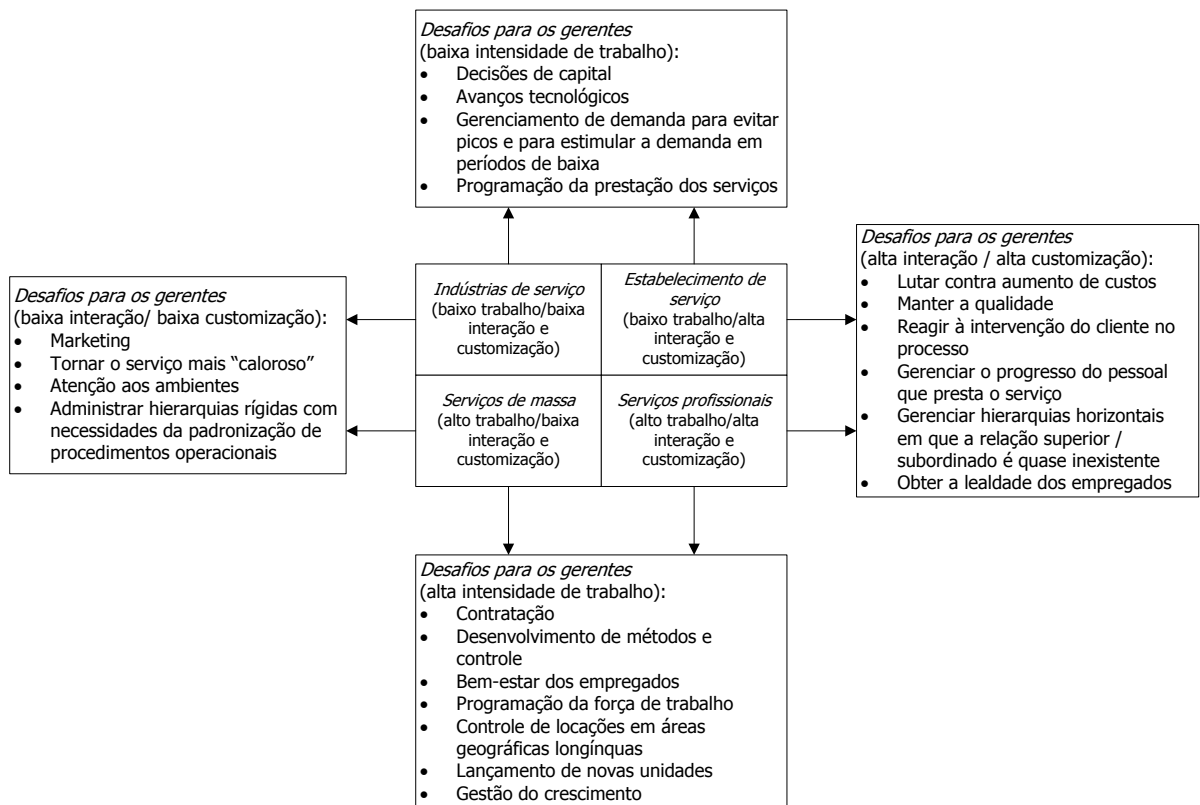 Desafios para os gerentes
(baixa intensidade de trabalho):
• Decisões de capital
• Avanços tecnológicos
• Gerenciamento de demanda para evitar
picos e para estimular a demanda em
períodos de baixa
• Programação da prestação dos serviços
Desafios para os gerentes
(baixa interação/ baixa customização):
• Marketing
• Tornar o serviço mais “caloroso”
• Atenção aos ambientes
• Administrar hierarquias rígidas com
necessidades da padronização de
procedimentos operacionais
Indústrias de serviço
(baixo trabalho/baixa
interação e
customização)
Estabelecimento de
serviço
(baixo trabalho/alta
interação e
customização)
Serviços de massa
(alto trabalho/baixa
interação e
customização)
Serviços profissionais
(alto trabalho/alta
interação e
customização)
Desafios para os gerentes
(alta interação / alta customização):
• Lutar contra aumento de custos
• Manter a qualidade
• Reagir à intervenção do cliente no
processo
• Gerenciar o progresso do pessoal
que presta o serviço
• Gerenciar hierarquias horizontais
em que a relação superior /
subordinado é quase inexistente
• Obter a lealdade dos empregados
Desafios para os gerentes
(alta intensidade de trabalho):
• Contratação
• Desenvolvimento de métodos e
controle
• Bem-estar dos empregados
• Programação da força de trabalho
• Controle de locações em áreas
geográficas longínquas
• Lançamento de novas unidades
• Gestão do crescimento